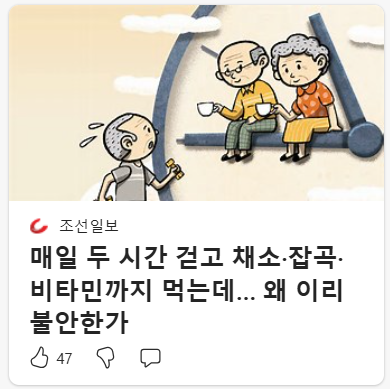 조선일보
매일 두 시간 걷고 채소·잡곡·
비타민까지 먹는데... 왜 이리
불안한가
47